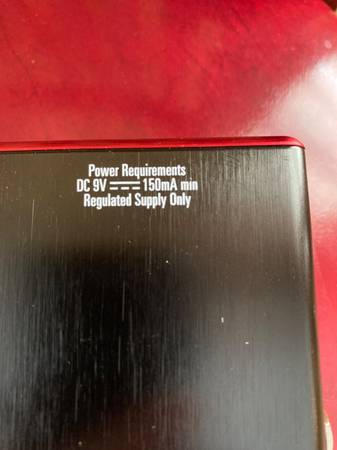 Power Requirements
DC 9V ⎓ 150mA min
Regulated Supply Only